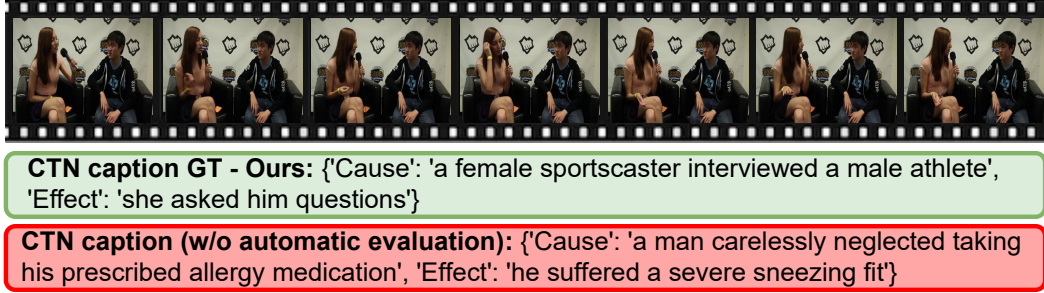 CTN caption GT - Ours: {'Cause': 'a female sportscaster interviewed a male athlete',
'Effect': 'she asked him questions'}
CTN caption (w/o automatic evaluation): {'Cause': 'a man carelessly neglected taking
his prescribed allergy medication', 'Effect': 'he suffered a severe sneezing fit'}